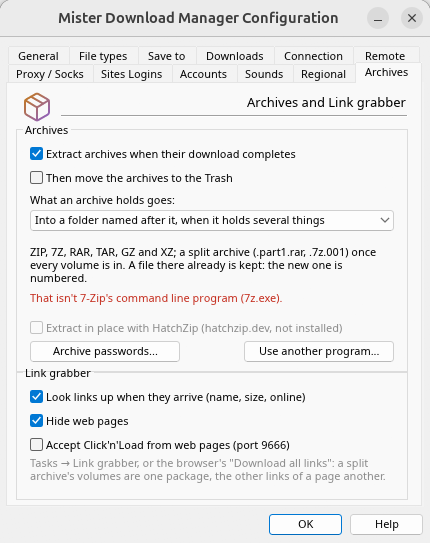 Mister Download Manager Configuration
General File types Save to Downloads Connection Remote
Proxy / Socks Sites Logins Accounts Sounds Regional Archives
Archives and Link grabber
Archives
Extract archives when their download completes
Then move the archives to the Trash
What an archive holds goes:
Into a folder named after it, when it holds several things
ZIP, 7Z, RAR, TAR, GZ and XZ; a split archive (.part1.rar, .7z.001) once
every volume is in. A file there already is kept: the new one is
numbered.
That isn't 7-Zip's command line program (7z.exe).
Extract in place with HatchZip (hatchzip.dev, not installed)
Archive passwords... Use another program...
Link grabber
Look links up when they arrive (name, size, online)
Hide web pages
Accept Click'n'Load from web pages (port 9666)
Tasks → Link grabber, or the browser's "Download all links": a split
archive's volumes are one package, the other links of a page another.
OK Help